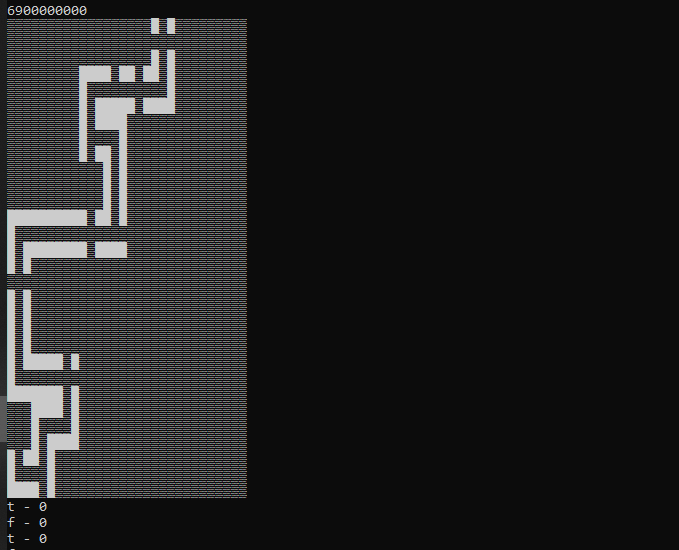 6900000000
t - 0
f - 0
t - 0